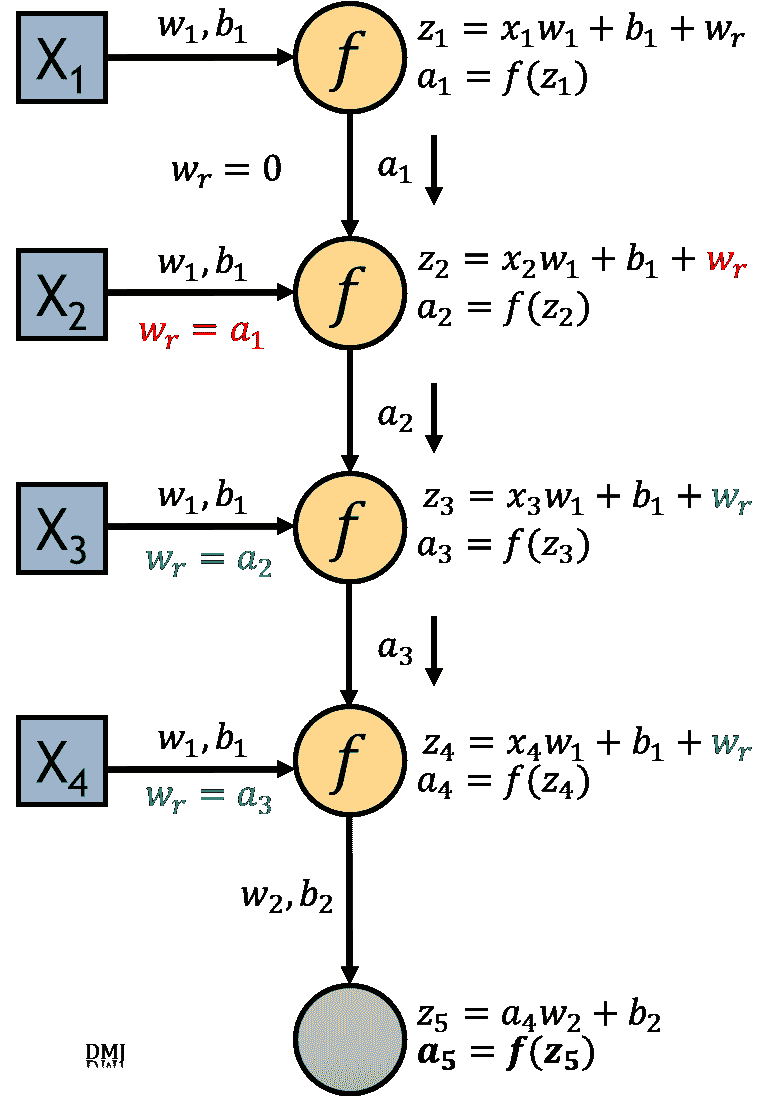 X₁
w₁, b₁
f
z₁ = x₁w₁ + b₁ + wᵣ
a₁ = f(z₁)
wᵣ = 0
a₁
X₂
w₁, b₁
wᵣ = a₁
f
z₂ = x₂w₁ + b₁ + wᵣ
a₂ = f(z₂)
a₂
X₃
w₁, b₁
wᵣ = a₂
f
z₃ = x₃w₁ + b₁ + wᵣ
a₃ = f(z₃)
a₃
X₄
w₁, b₁
wᵣ = a₃
f
z₄ = x₄w₁ + b₁ + wᵣ
a₄ = f(z₄)
w₂, b₂
z₅ = a₄w₂ + b₂
a₅ = f(z₅)
DMJ